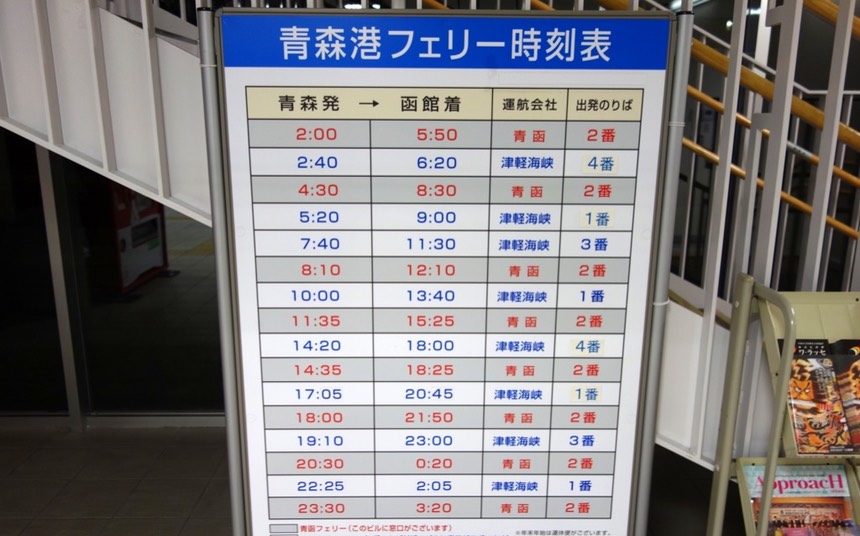 青森港フェリー時刻表
青森発 → 函館着 運航会社 出発のりば
2:00 5:50 青函 2番
2:40 6:20 津軽海峡 4番
4:30 8:30 青函 2番
5:20 9:00 津軽海峡 1番
7:40 11:30 津軽海峡 3番
8:10 12:10 青函 2番
10:00 13:40 津軽海峡 1番
11:35 15:25 青函 2番
14:20 18:00 津軽海峡 4番
14:35 18:25 青函 2番
17:05 20:45 津軽海峡 1番
18:00 21:50 青函 2番
19:10 23:00 津軽海峡 3番
20:30 0:20 青函 2番
22:25 2:05 津軽海峡 1番
23:30 3:20 青函 2番
青函フェリー(このビルに窓口がございます)
※年末年始は運休便がございます。
ワ・ラッセ
ApproacH